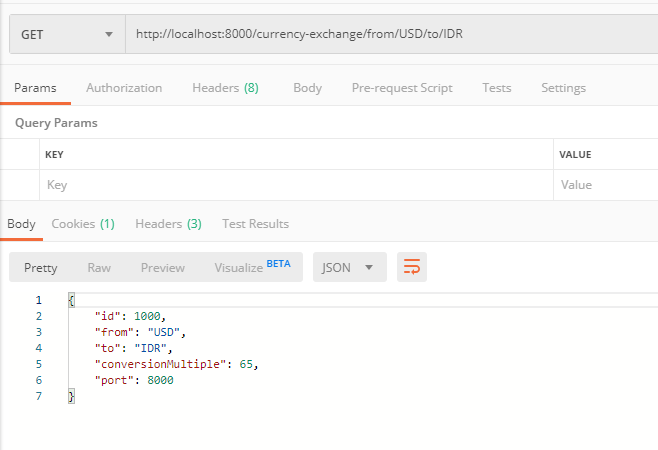 GET http://localhost:8000/currency-exchange/from/USD/to/IDR
Params Authorization Headers (8) Body Pre-request Script Tests Settings
Query Params
KEY VALUE
Key Value
Body Cookies (1) Headers (3) Test Results
Pretty Raw Preview Visualize BETA JSON
1 {
2 "id": 1000,
3 "from": "USD",
4 "to": "IDR",
5 "conversionMultiple": 65,
6 "port": 8000
7 }